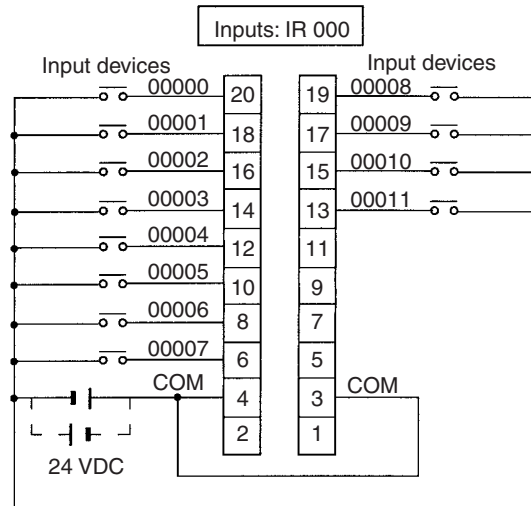 Inputs: IR 000
Input devices
Input devices
00000 20 19 00008
00001 18 17 00009
00002 16 15 00010
00003 14 13 00011
00004 12 11
00005 10 9
00006 8 7
00007 6 5
COM 4 3 COM
2 1
24 VDC